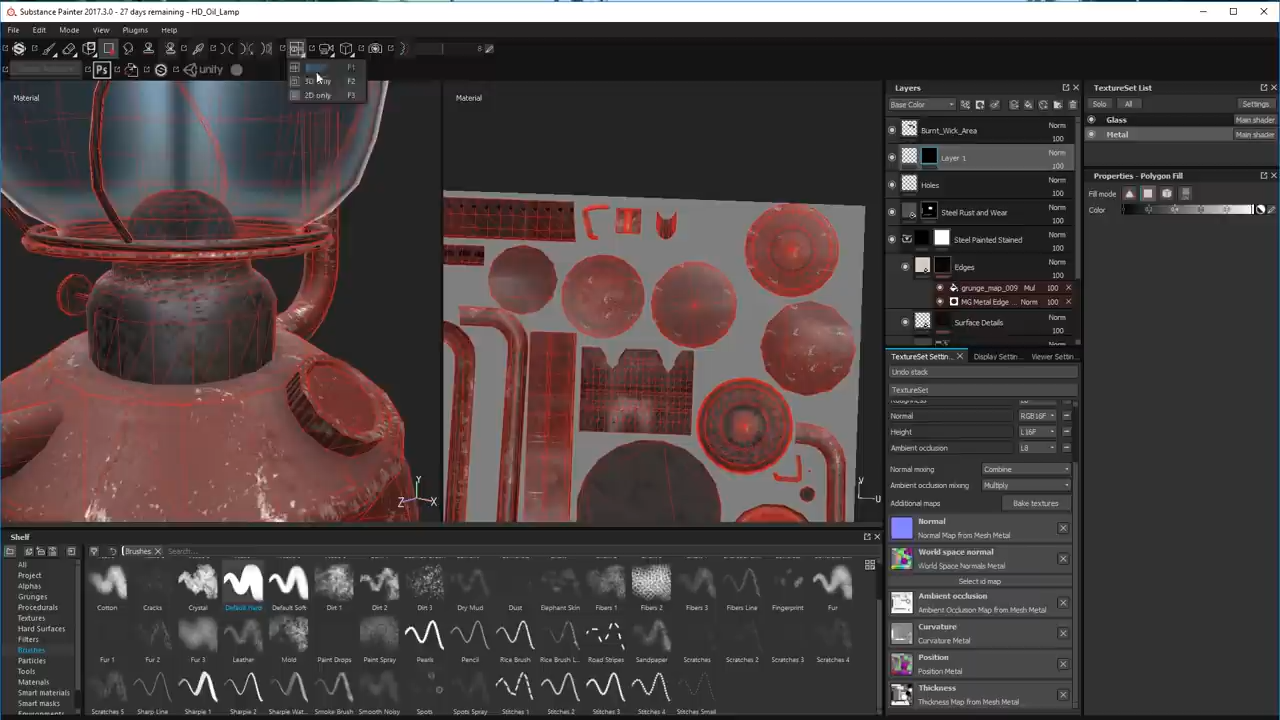 Substance Painter 2017.3.0 - 27 days remaining - HD_Oil_Lamp
File Edit Mode View Plugins Help
8
Ps unity
F1
F2
2D only F3
Material
Material
Y
Z X
V
U
Layers
Base Color
Burnt_Wick_Area Norm 100
Layer 1 Norm 100
Holes Norm 100
Steel Rust and Wear Norm 100
Steel Painted Stained Norm 100
Edges Norm 100
grunge_map_009 Mul 100
MG Metal Edge ... Norm 100
Surface Details Norm 100
TextureSet Settin... Display Settin... Viewer Settin...
Undo stack
TextureSet
Normal RGB16F
Height L16F
Ambient occlusion L8
Normal mixing Combine
Ambient occlusion mixing Multiply
Additional maps Bake textures
Normal
Normal Map from Mesh Metal
World space normal
World Space Normals Metal
Select id map
Ambient occlusion
Ambient Occlusion Map from Mesh Metal
Curvature
Curvature Metal
Position
Position Metal
Thickness
Thickness Map from Mesh Metal
TextureSet List
Solo All Settings
Glass Main shader
Metal Main shader
Properties - Polygon Fill
Fill mode
Color
Shelf
Brushes Search...
All
Project
Alphas
Grunges
Procedurals
Textures
Hard Surfaces
Filters
Brushes
Particles
Tools
Materials
Smart materials
Smart masks
Environments
Cotton Cracks Crystal Default Hard Default Soft Dirt 1 Dirt 2 Dirt 3 Dry Mud Dust Elephant Skin Fibers 1 Fibers 2 Fibers 3 Fibers Line Fingerprint Fur
Fur 1 Fur 2 Fur 3 Leather Mold Paint Drops Paint Spray Pearls Pencil Rice Brush Rice Brush L... Road Stripes Sandpaper Scratches Scratches 2 Scratches 3 Scratches 4
Scratches 5 Sharp Line Sharpie 1 Sharpie 2 Sharpie Wat... Smoke Brush Smooth Noisy Spots Spots Spray Stitches 1 Stitches 2 Stitches 3 Stitches 4 Stitches Small